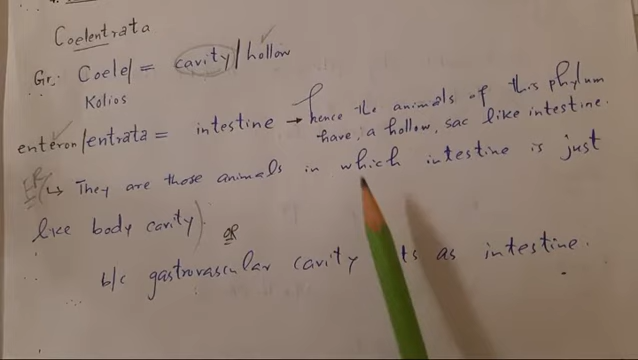 Coelentrata
Gr:- Coele/= cavity/hollow
Kolios
enteron/entrata = intestine → hence the animals of this phylum
have a hollow, sac like intestine.
↳ They are those animals in which intestine is just
like body cavity)
OR
b/c gastrovascular cavity ts as intestine.